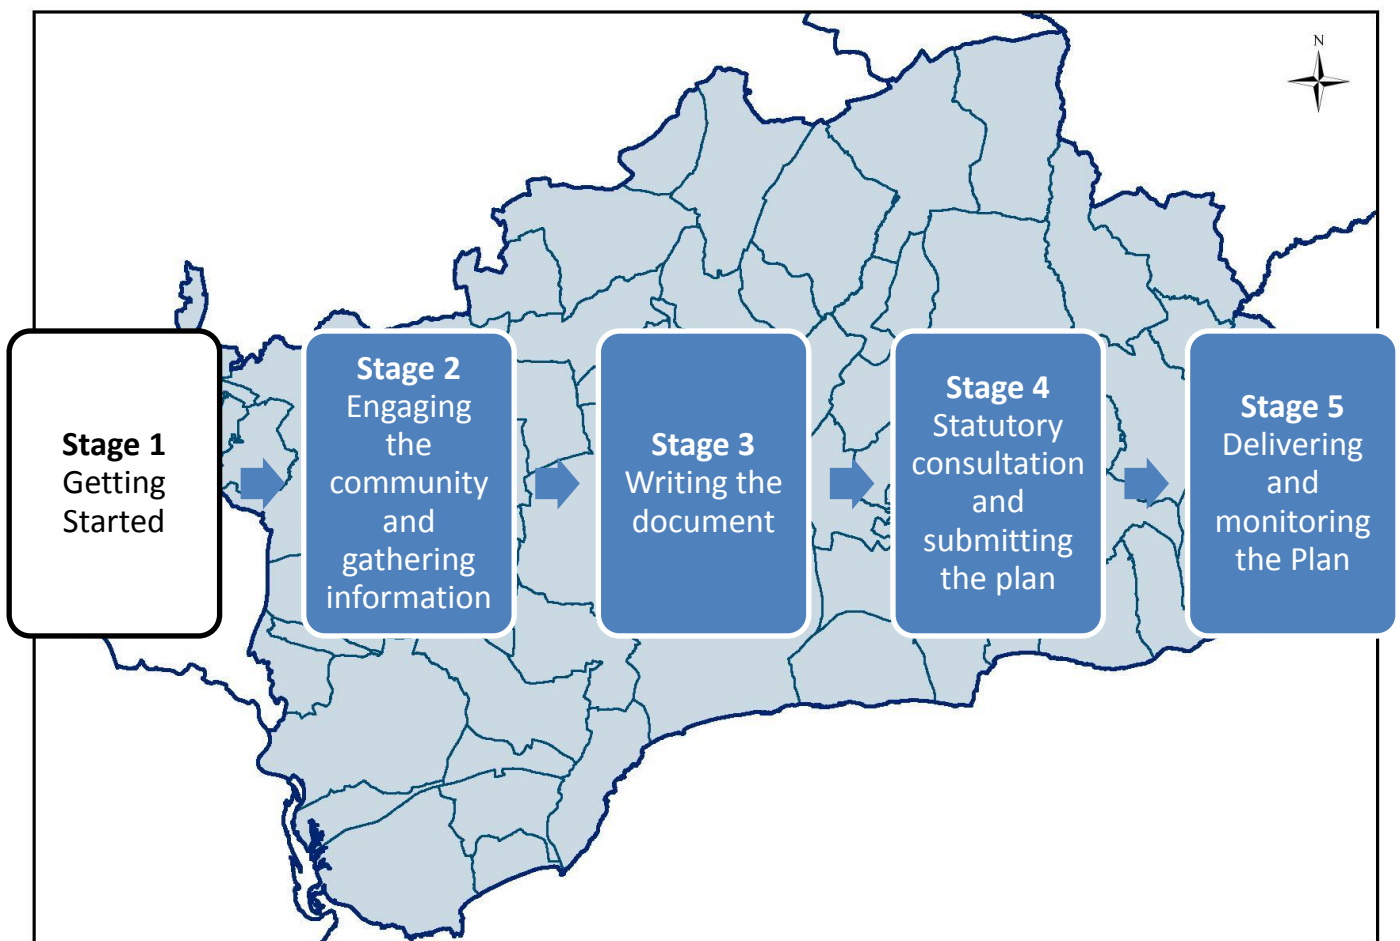 N
Stage 1
Getting
Started
Stage 2
Engaging
the
community
and
gathering
information
Stage 3
Writing the
document
Stage 4
Statutory
consultation
and
submitting
the plan
Stage 5
Delivering
and
monitoring
the Plan